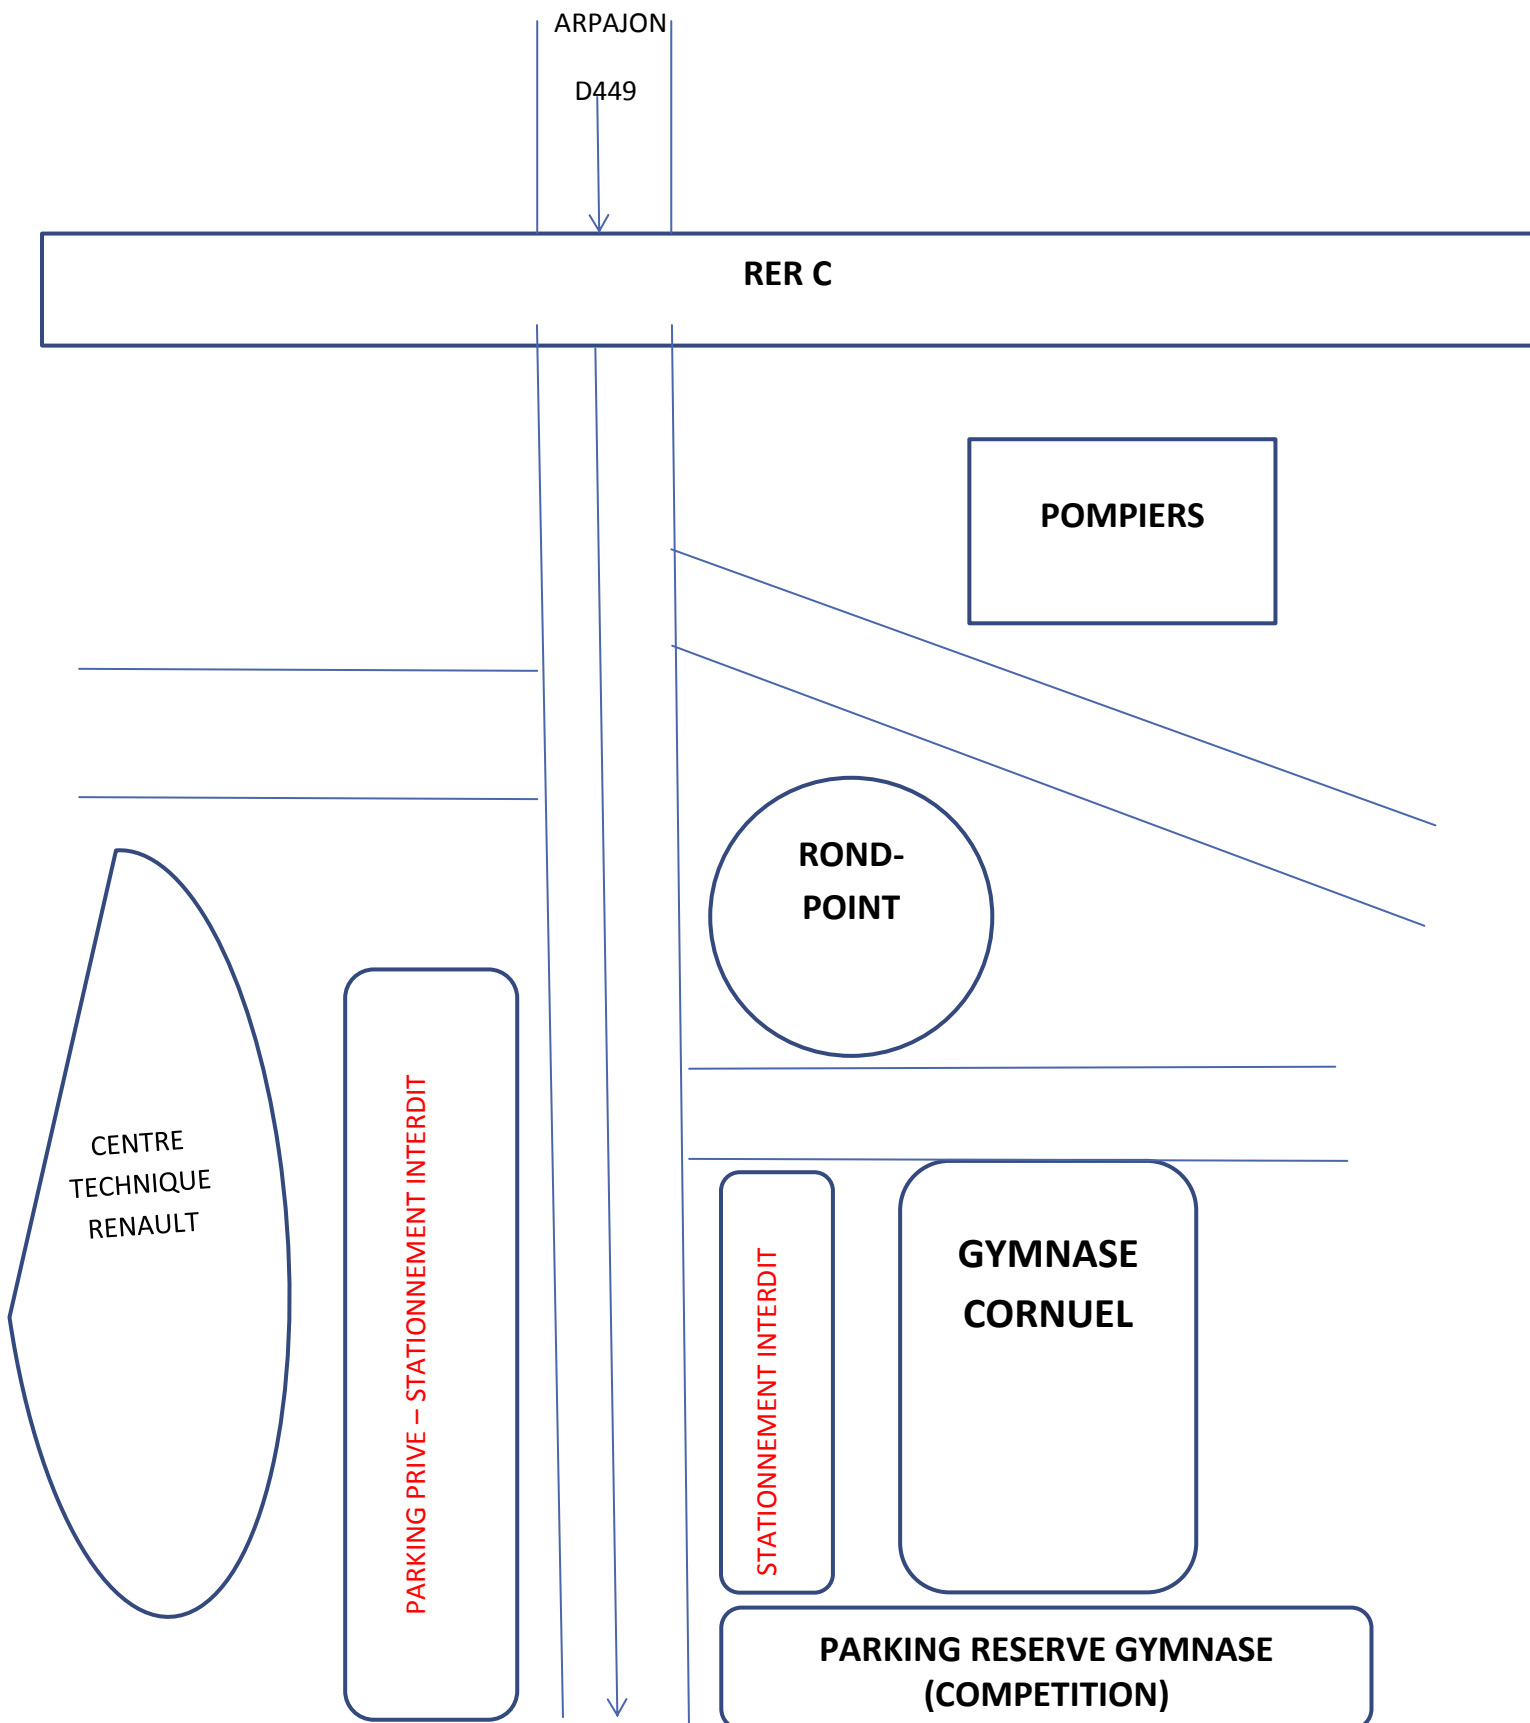 ARPAJON
D449
RER C
POMPIERS
ROND-
POINT
CENTRE
TECHNIQUE
RENAULT
PARKING PRIVE – STATIONNEMENT INTERDIT
STATIONNEMENT INTERDIT
GYMNASE
CORNUEL
PARKING RESERVE GYMNASE
(COMPETITION)